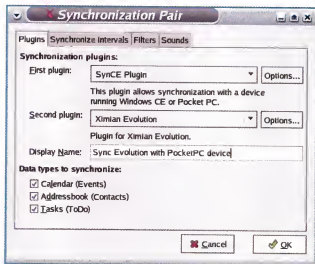 Synchronization Pair
Plugins Synchronize intervals Filters Sounds
Synchronization plugins:
First plugin: SynCE Plugin Options...
This plugin allows synchronization with a device
running Windows CE or Pocket PC.
Second plugin: Ximian Evolution Options...
Plugin for Ximian Evolution.
Display Name: Sync Evolution with PocketPC device
Data types to synchronize:
Calendar (Events)
Addressbook (Contacts)
Tasks (ToDo)
Cancel OK